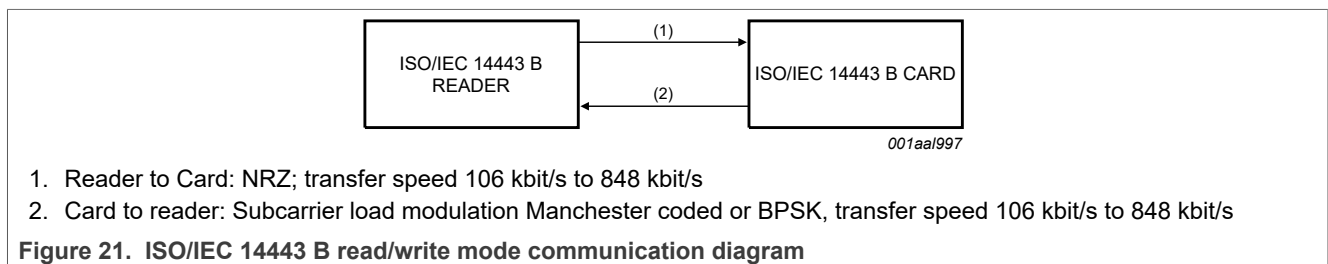 (1)
ISO/IEC 14443 B
READER
ISO/IEC 14443 B CARD
(2)
001aal997
1. Reader to Card: NRZ; transfer speed 106 kbit/s to 848 kbit/s
2. Card to reader: Subcarrier load modulation Manchester coded or BPSK, transfer speed 106 kbit/s to 848 kbit/s
Figure 21. ISO/IEC 14443 B read/write mode communication diagram